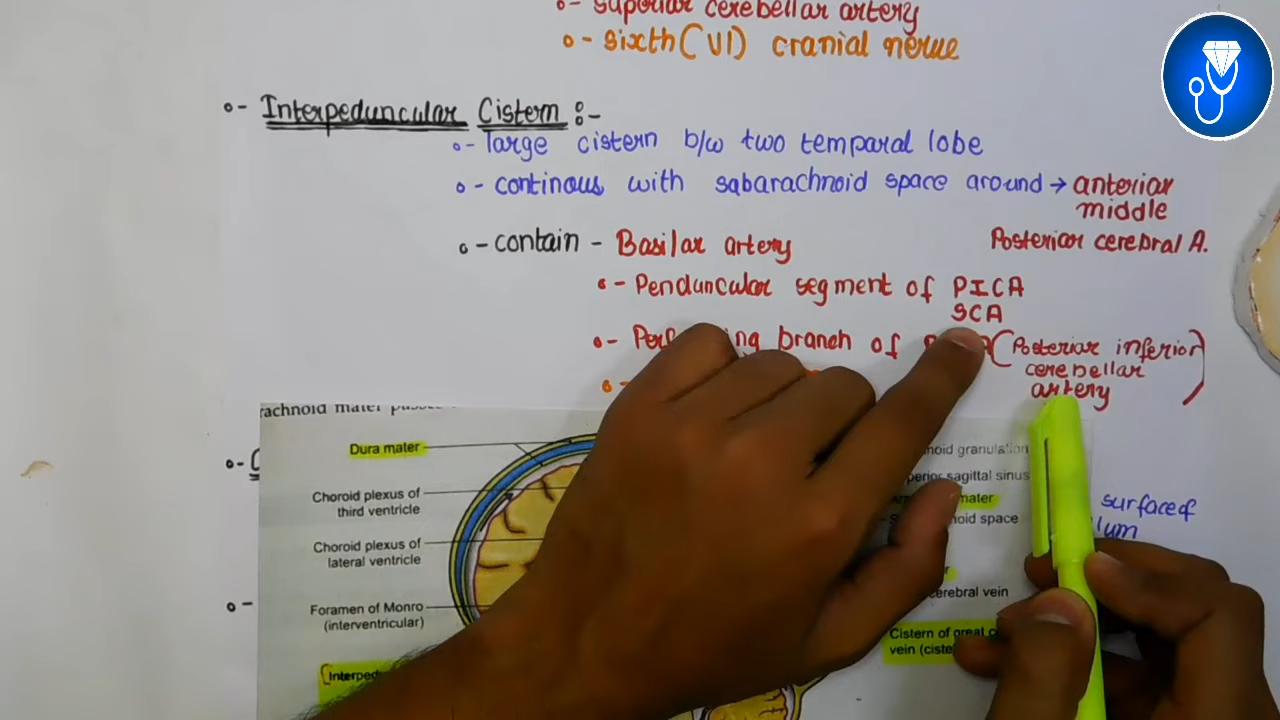 o- superior cerebellar artery
o- sixth (VI) cranial nerve
o- Interpeduncular Cistern :-
o- large cistern b/w two temporal lobe
o- continous with sabarachnoid space around → anterior
middle
Posterior cerebral A.
o- contain - Basilar artery
o- Penduncular segment of PICA
SCA
o- branch of (Posterior inferior
cerebellar
artery)
rachnoid mater
Dura mater
Choroid plexus of
third ventricle
Choroid plexus of
lateral ventricle
Foramen of Monro
(interventricular)
noid granulation
perior sagittal sinus
mater
noid space
cerebral vein
Cistern of great c
vein (ciste
surface of
lum